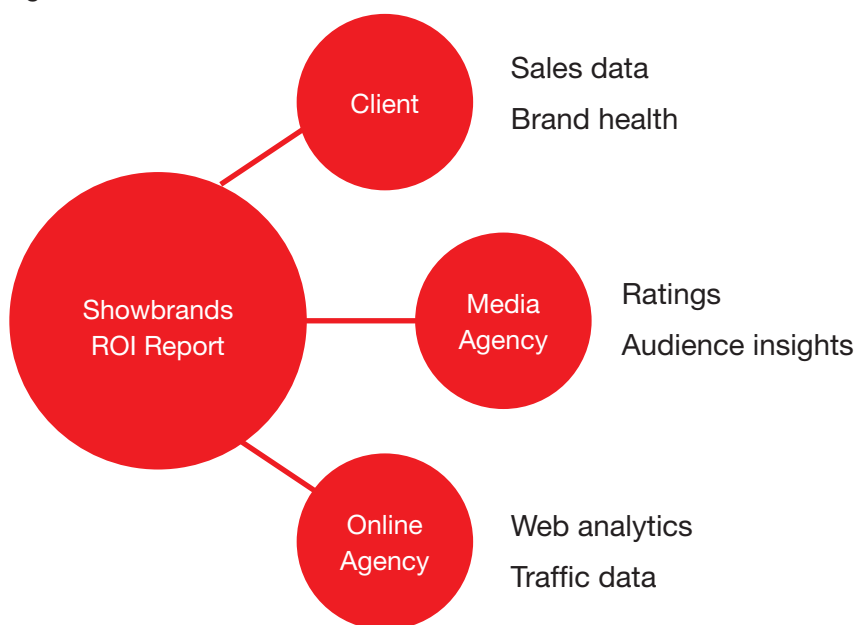 Client
Sales data
Brand health
Showbrands
ROI Report
Media
Agency
Ratings
Audience insights
Online
Agency
Web analytics
Traffic data